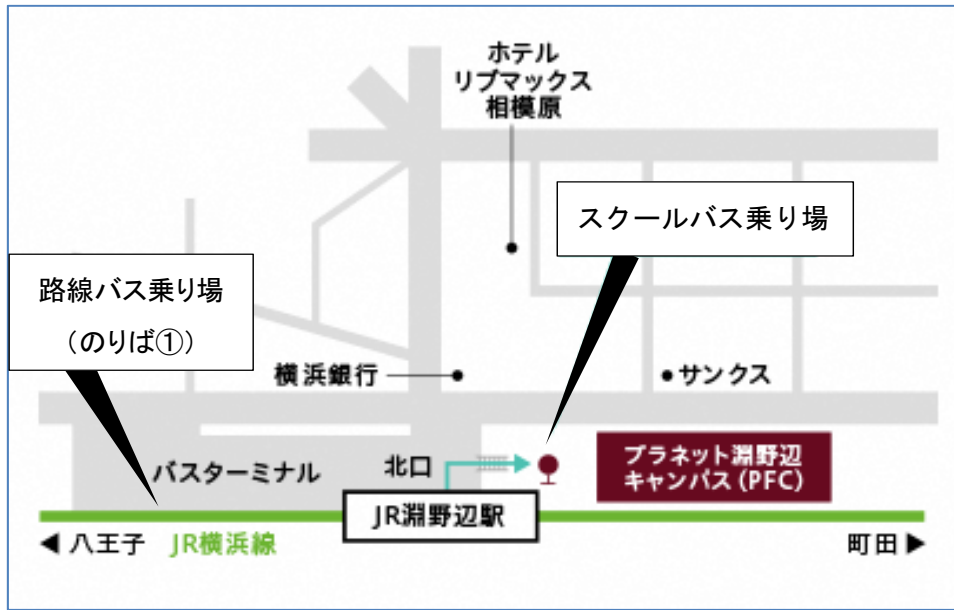 ホテル
リブマックス
相模原
スクールバス乗り場
路線バス乗り場
（のりば①）
横浜銀行
サンクス
バスターミナル
北口
プラネット淵野辺
キャンパス(PFC)
JR淵野辺駅
◀ 八王子 JR横浜線
町田 ▶